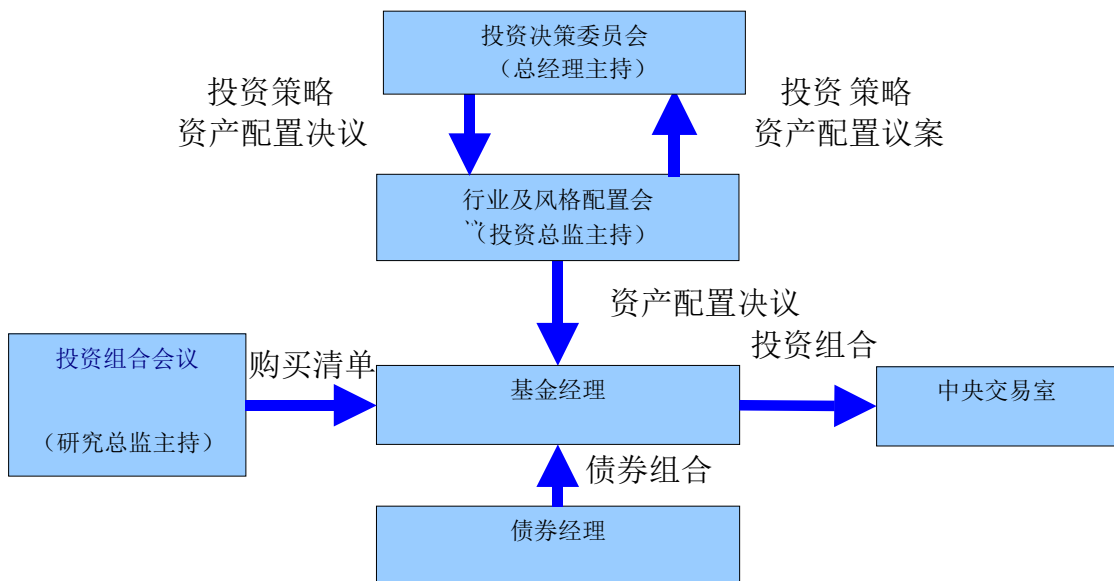 投资决策委员会
（总经理主持）
投资策略
资产配置决议
投资 策略
资产配置议案
行业及风格配置会
（投资总监主持）
资产配置决议
投资组合会议
（研究总监主持）
购买清单
基金经理
投资组合
中央交易室
债券组合
债券经理